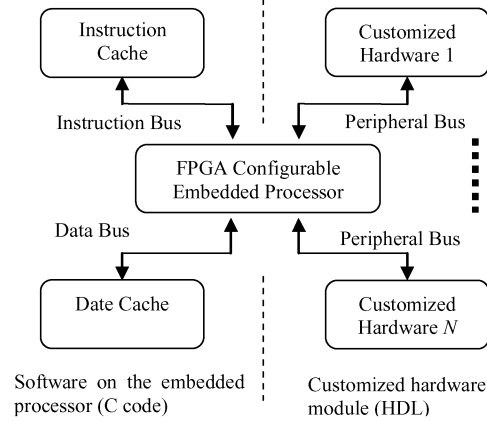 Instruction
Cache
Customized
Hardware 1
Instruction Bus
Peripheral Bus
FPGA Configurable
Embedded Processor
Data Bus
Peripheral Bus
Date Cache
Customized
Hardware N
Software on the embedded
processor (C code)
Customized hardware
module (HDL)